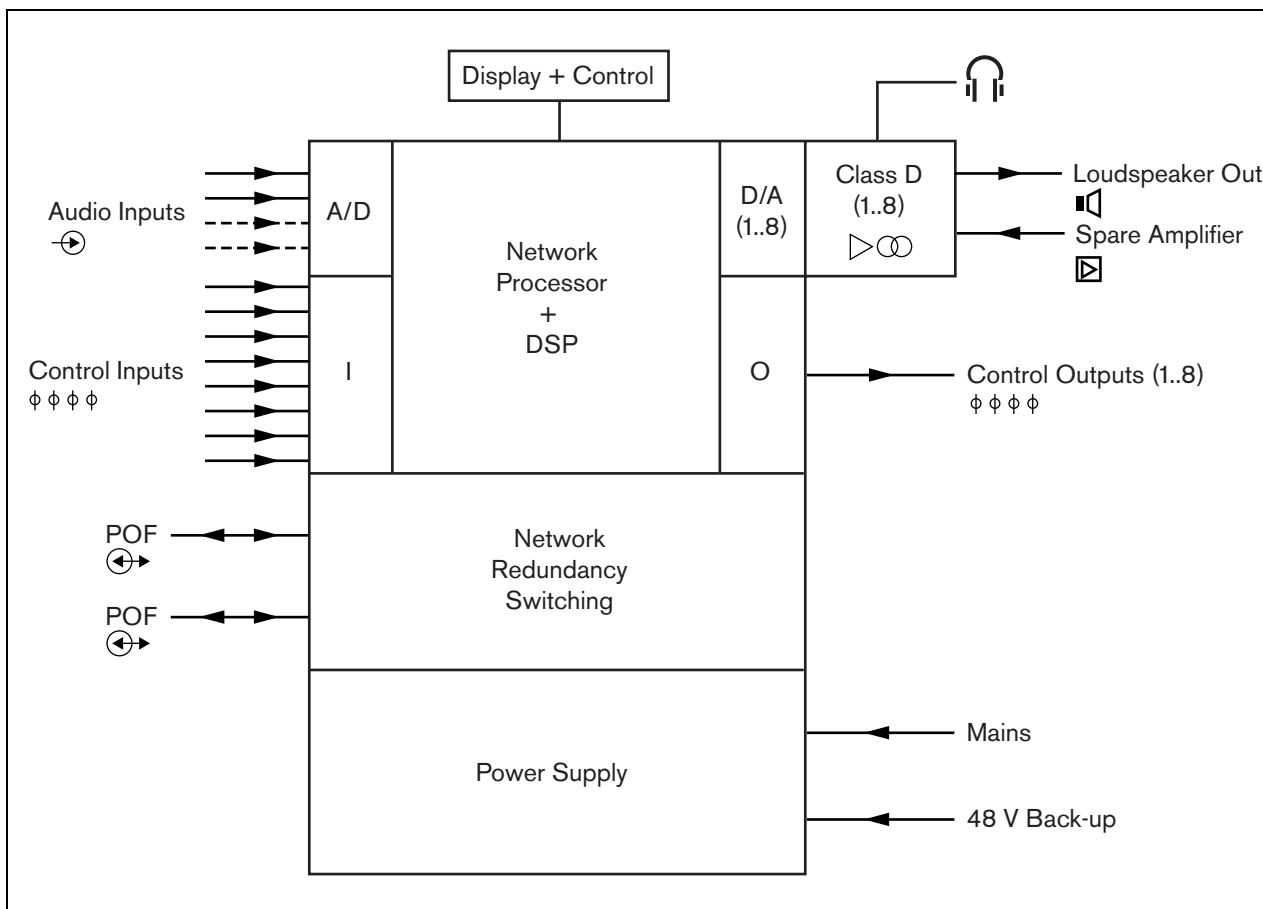 Display + Control
Audio Inputs
A/D
Network
Processor
+
DSP
D/A
(1..8)
Class D
(1..8)
Loudspeaker Out
Spare Amplifier
Control Inputs
I
O
Control Outputs (1..8)
POF
POF
Network
Redundancy
Switching
Power Supply
Mains
48 V Back-up